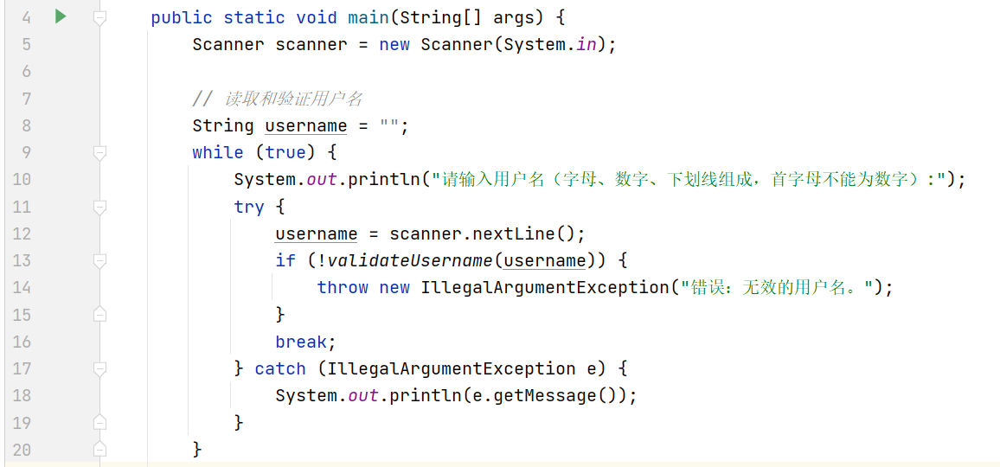 4 public static void main(String[] args) {
5 Scanner scanner = new Scanner(System.in);
6
7 // 读取和验证用户名
8 String username = "";
9 while (true) {
10 System.out.println("请输入用户名（字母、数字、下划线组成，首字母不能为数字）:");
11 try {
12 username = scanner.nextLine();
13 if (!validateUsername(username)) {
14 throw new IllegalArgumentException("错误：无效的用户名。");
15 }
16 break;
17 } catch (IllegalArgumentException e) {
18 System.out.println(e.getMessage());
19 }
20 }